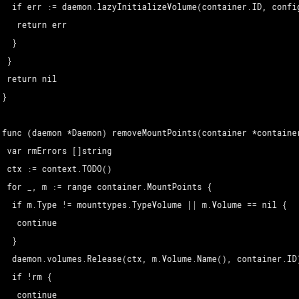 if err := daemon.lazyInitializeVolume(container.ID, config
return err
}
}
return nil
}
func (daemon *Daemon) removeMountPoints(container *container
var rmErrors []string
ctx := context.TODO()
for _, m := range container.MountPoints {
if m.Type != mounttypes.TypeVolume || m.Volume == nil {
continue
}
daemon.volumes.Release(ctx, m.Volume.Name(), container.ID)
if !rm {
continue